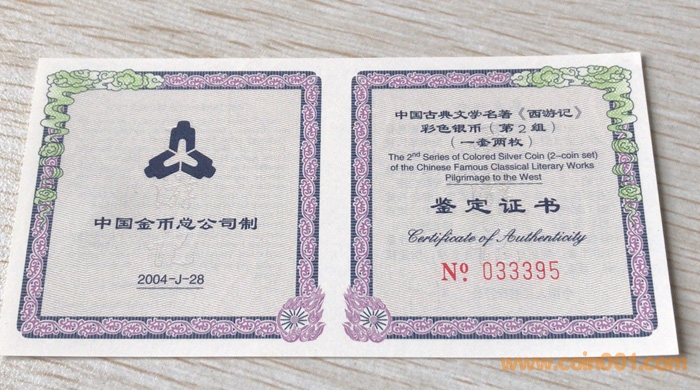 中国金币总公司制
2004-J-28
中国古典文学名著《西游记》
彩色银币（第2组）
（一套两枚）
The 2nd Series of Colored Silver Coin (2-coin set)
of the Chinese Famous Classical Literary Works
Pilgrimage to the West
鉴定证书
Certificate of Authenticity
Nº 033395
www.coin001.com